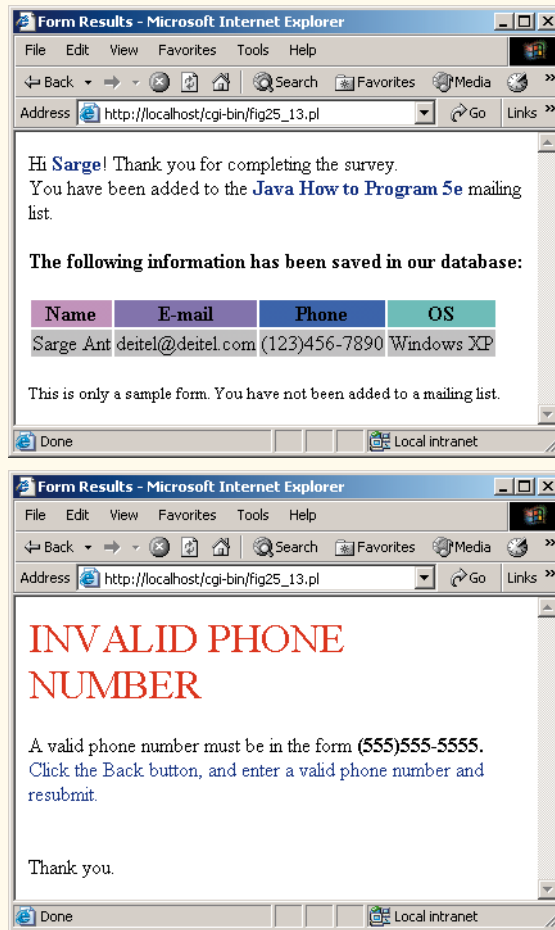 Form Results - Microsoft Internet Explorer
File Edit View Favorites Tools Help
Back Search Favorites Media »
Address http://localhost/cgi-bin/fig25_13.pl Go Links »
Hi Sarge! Thank you for completing the survey.
You have been added to the Java How to Program 5e mailing
list.
The following information has been saved in our database:
Name E-mail Phone OS
Sarge Ant deitel@deitel.com (123)456-7890 Windows XP
This is only a sample form. You have not been added to a mailing list.
Done Local intranet
Form Results - Microsoft Internet Explorer
File Edit View Favorites Tools Help
Back Search Favorites Media »
Address http://localhost/cgi-bin/fig25_13.pl Go Links »
INVALID PHONE
NUMBER
A valid phone number must be in the form (555)555-5555.
Click the Back button, and enter a valid phone number and
resubmit.
Thank you.
Done Local intranet